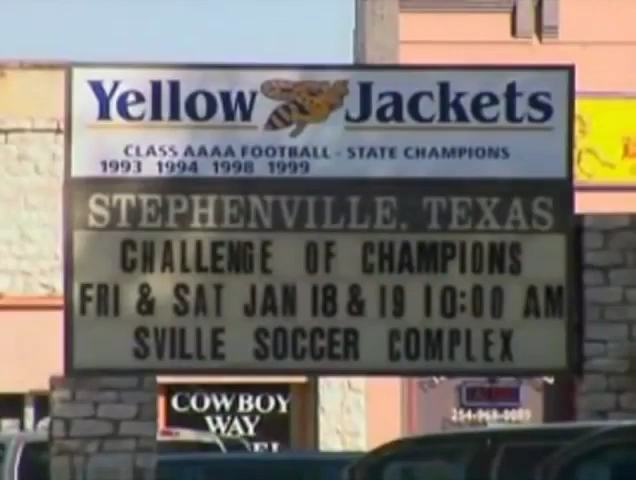 Yellow Jackets
CLASS AAAA FOOTBALL - STATE CHAMPIONS
1993 1994 1998 1999
STEPHENVILLE, TEXAS
CHALLENGE OF CHAMPIONS
FRI & SAT JAN 18 & 19 10:00 AM
SVILLE SOCCER COMPLEX
COWBOY
WAY